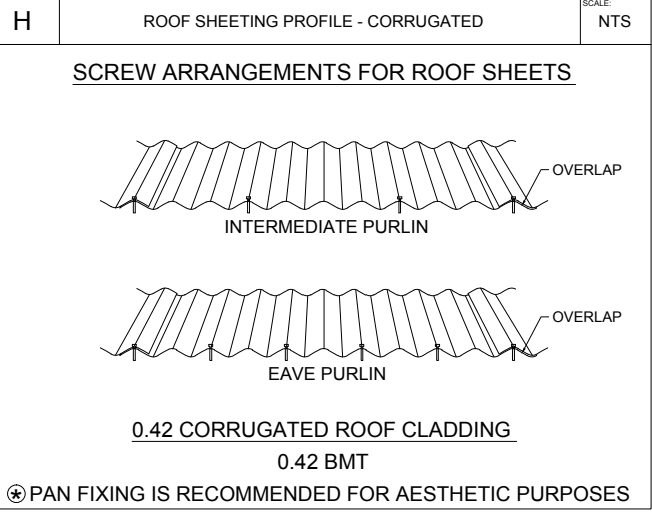 H
ROOF SHEETING PROFILE - CORRUGATED
SCALE:
NTS
SCREW ARRANGEMENTS FOR ROOF SHEETS
OVERLAP
INTERMEDIATE PURLIN
OVERLAP
EAVE PURLIN
0.42 CORRUGATED ROOF CLADDING
0.42 BMT
* PAN FIXING IS RECOMMENDED FOR AESTHETIC PURPOSES